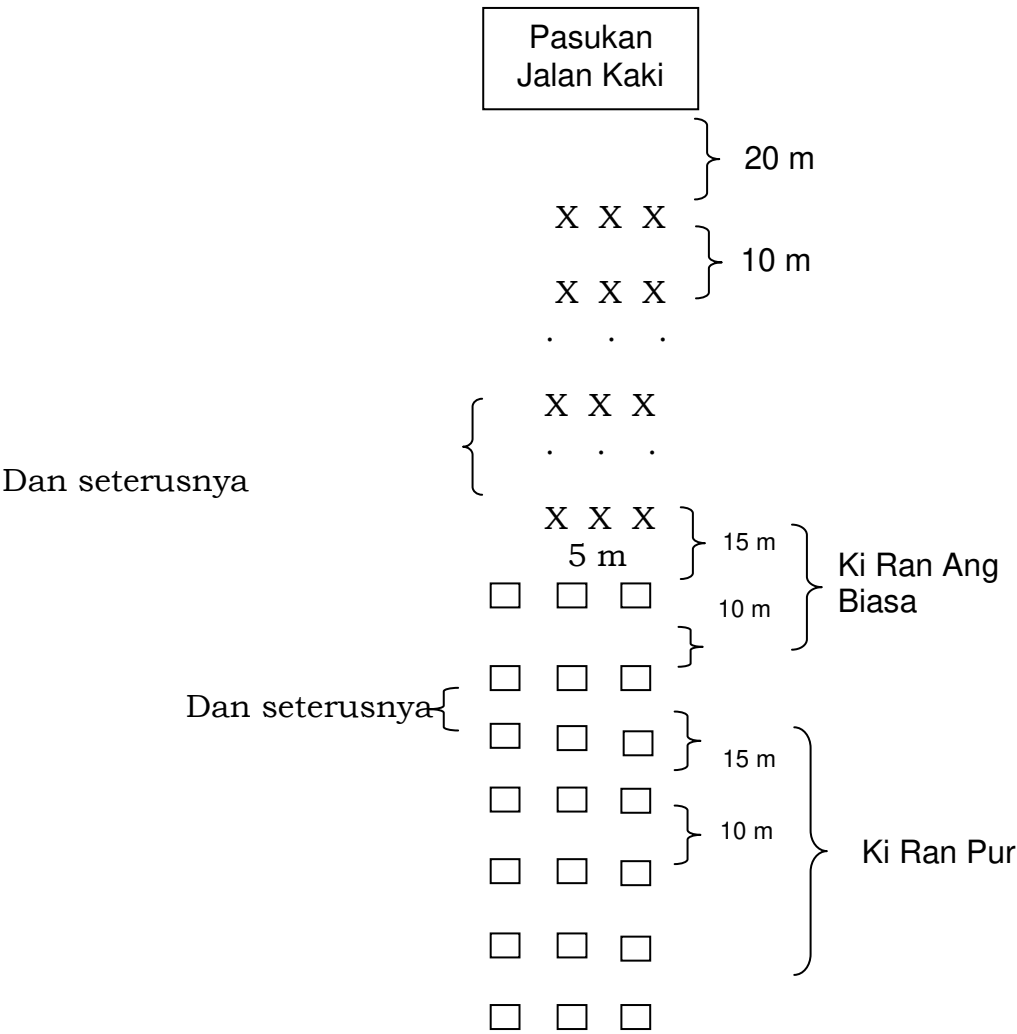 Pasukan
Jalan Kaki
20 m
X X X
10 m
X X X
. . .
X X X
. . .
Dan seterusnya
X X X
15 m
5 m
Ki Ran Ang
Biasa
10 m
Dan seterusnya
15 m
10 m
Ki Ran Pur